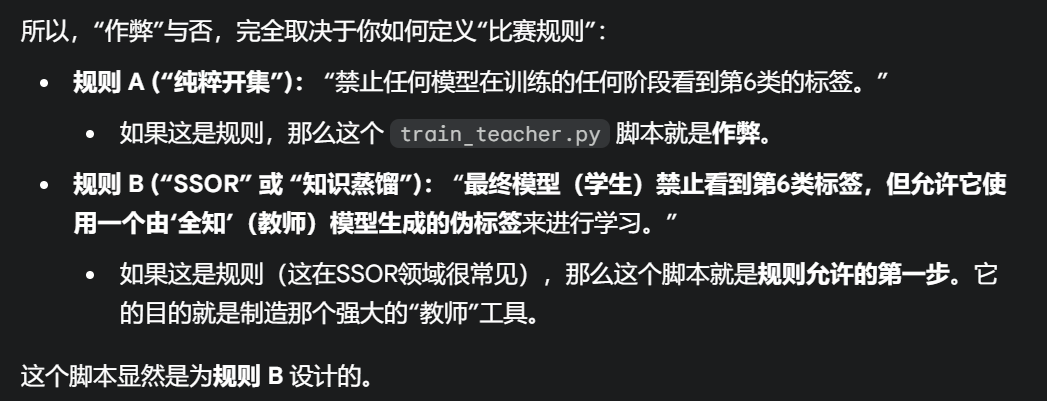 所以，“作弊”与否，完全取决于你如何定义“比赛规则”：
• 规则 A (“纯粹开集”)： “禁止任何模型在训练的任何阶段看到第6类的标签。”
• 如果这是规则，那么这个 train_teacher.py 脚本就是作弊。
• 规则 B (“SSOR” 或 “知识蒸馏”)： “最终模型（学生）禁止看到第6类标签，但允许它使
用一个由‘全知’（教师）模型生成的伪标签来进行学习。”
• 如果这是规则（这在SSOR领域很常见），那么这个脚本就是规则允许的第一步。它
的目的就是制造那个强大的“教师”工具。
这个脚本显然是为规则 B 设计的。